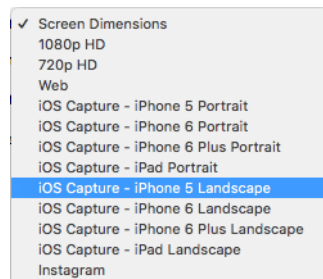 ✓ Screen Dimensions
1080p HD
720p HD
Web
iOS Capture - iPhone 5 Portrait
iOS Capture - iPhone 6 Portrait
iOS Capture - iPhone 6 Plus Portrait
iOS Capture - iPad Portrait
iOS Capture - iPhone 5 Landscape
iOS Capture - iPhone 6 Landscape
iOS Capture - iPhone 6 Plus Landscape
iOS Capture - iPad Landscape
Instagram